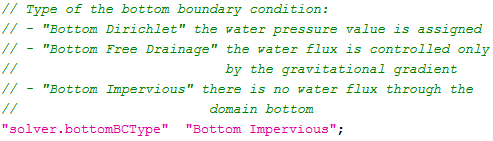 // Type of the bottom boundary condition:
// - "Bottom Dirichlet" the water pressure value is assigned
// - "Bottom Free Drainage" the water flux is controlled only
//                            by the gravitational gradient
// - "Bottom Impervious" there is no water flux through the
//                          domain bottom
"solver.bottomBCType"  "Bottom Impervious";